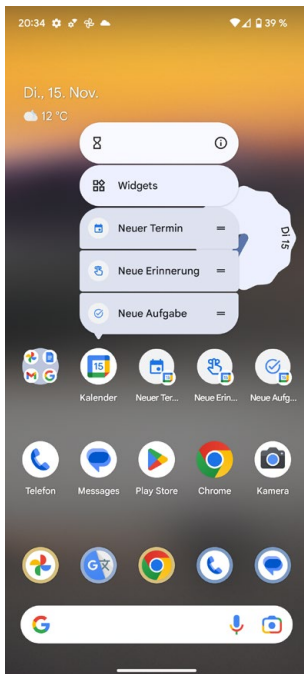 20:34
39 %
Di., 15. Nov.
12 °C
Widgets
Neuer Termin
Di 15
Neue Erinnerung
Neue Aufgabe
15
Kalender
Neuer Ter...
Neue Erin...
Neue Aufg...
Telefon
Messages
Play Store
Chrome
Kamera